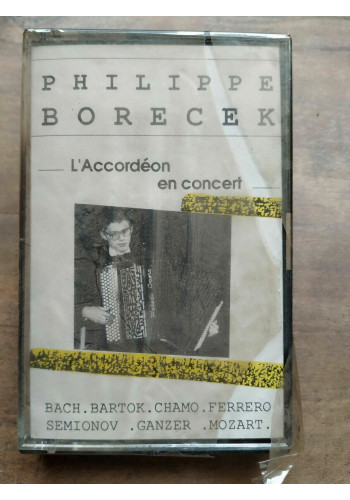 PHILIPPE
BORECEK
L'Accordéon
en concert
BACH.BARTOK.CHAMO.FERRERO
SEMIONOV .GANZER .MOZART.